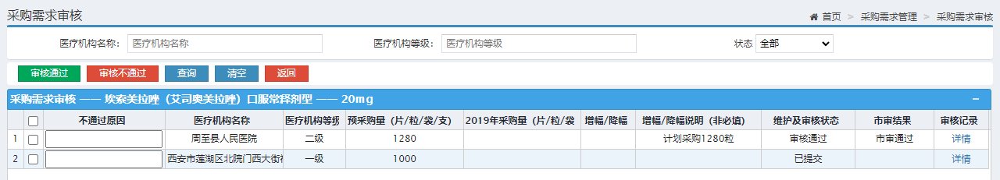 采购需求审核
首页 > 采购需求管理 > 采购需求审核
医疗机构名称： 医疗机构名称 医疗机构等级： 医疗机构等级 状态 全部
审核通过 审核不通过 查询 清空 返回
采购需求审核 —— 埃索美拉唑（艾司奥美拉唑）口服常释剂型 —— 20mg
不通过原因 医疗机构名称 医疗机构等级 预采购量（片/粒/袋/支） 2019年采购量（片/粒/袋 增幅/降幅 增幅/降幅说明（非必填） 维护及审核状态 市审结果 审核记录
1 周至县人民医院 二级 1280 计划采购1280粒 审核通过 市审通过 详情
2 西安市莲湖区北院门西大街社 一级 1000 已提交 详情